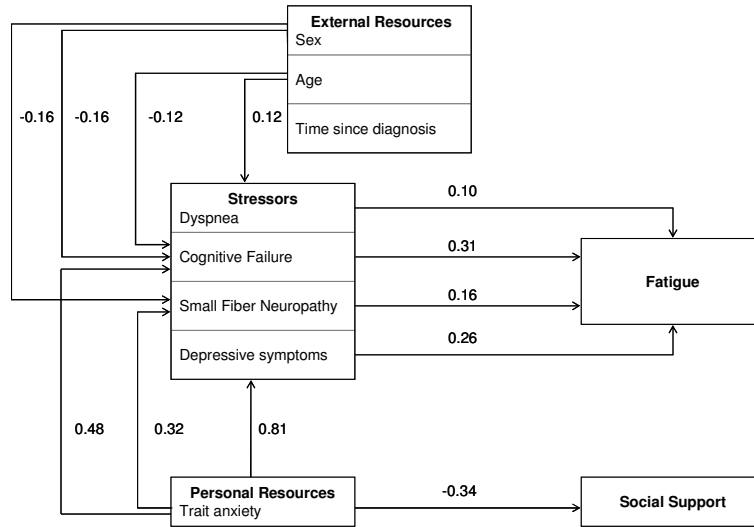 External Resources
Sex
Age
Time since diagnosis
-0.16
-0.16
-0.12
0.12
Stressors
Dyspnea
Cognitive Failure
Small Fiber Neuropathy
Depressive symptoms
0.10
0.31
0.16
0.26
Fatigue
0.48
0.32
0.81
Personal Resources
Trait anxiety
-0.34
Social Support